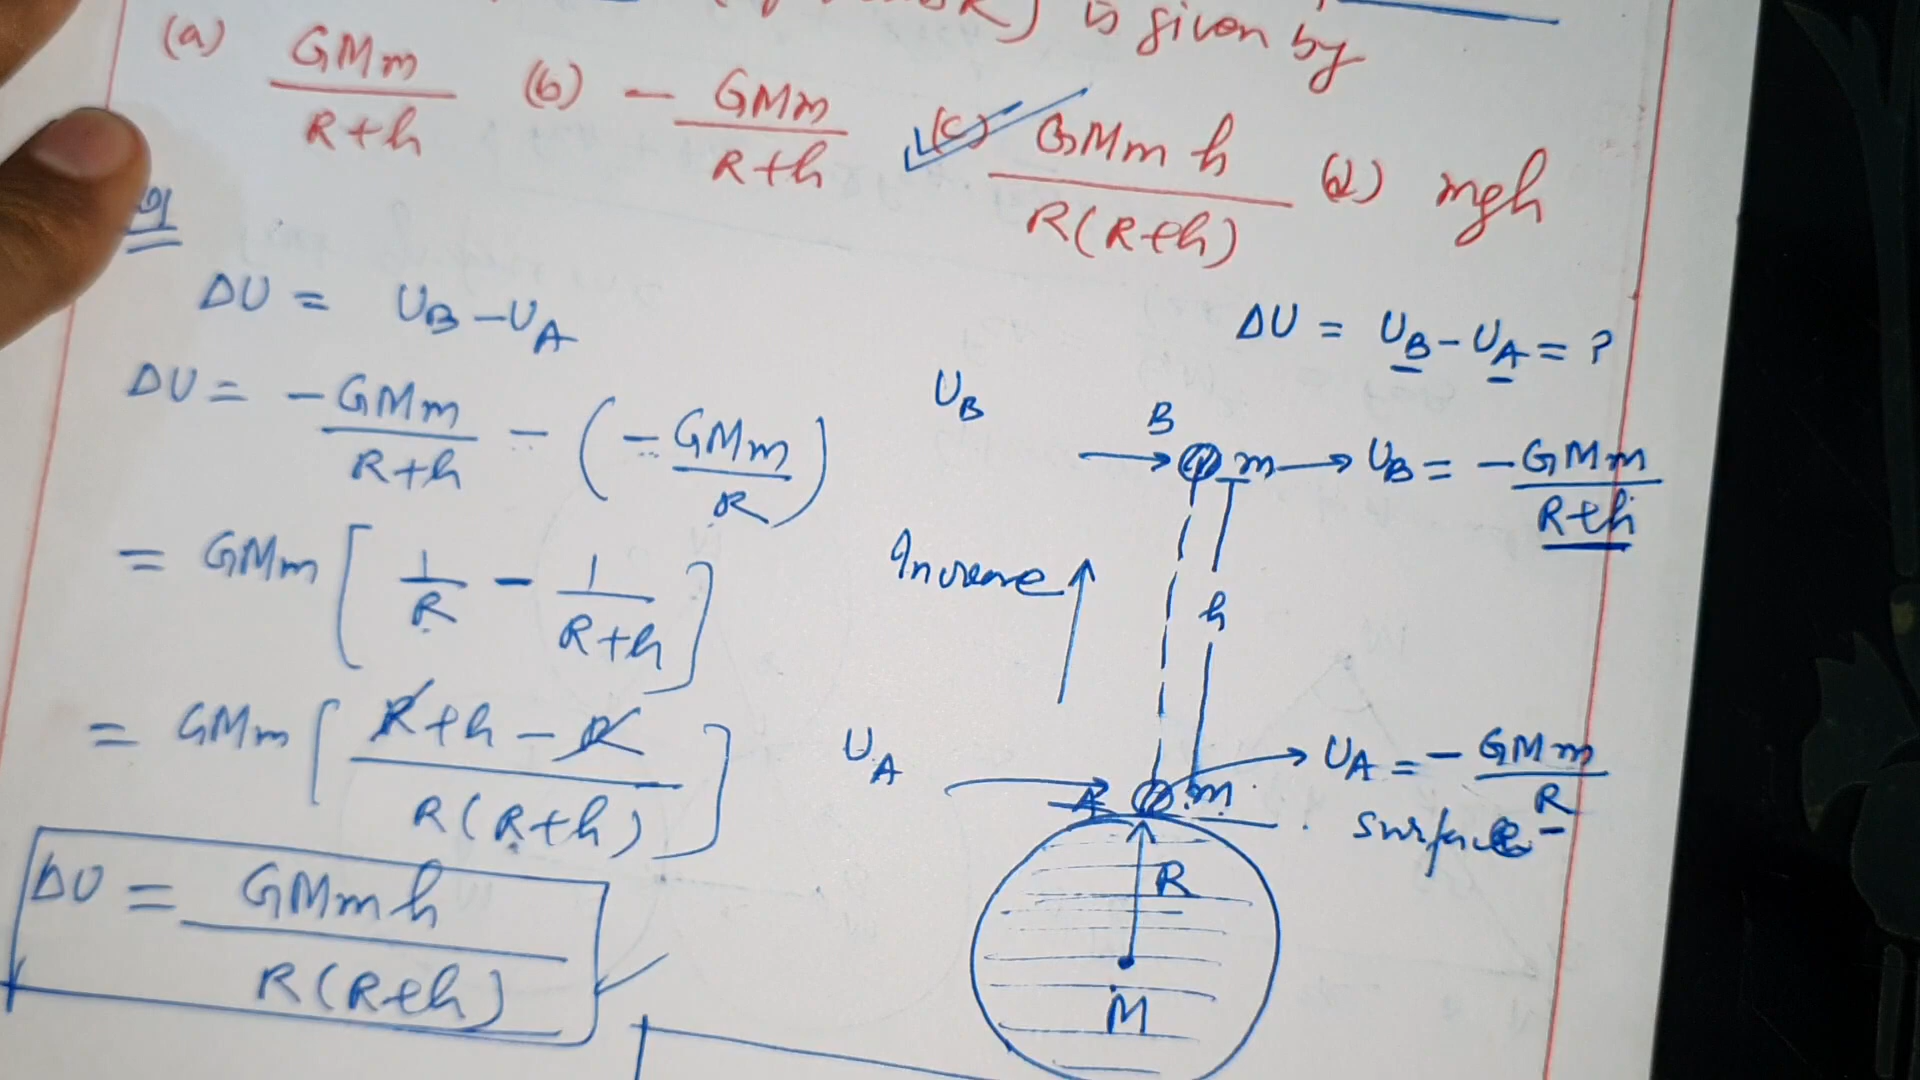 is given by
(a) GMm / R+h (b) - GMm / R+h (c) GMm h / R(R+h) (d) mgh
ΔU = U_B - U_A
ΔU = -GMm / R+h - (-GMm / R)
= GMm [1/R - 1/R+h]
= GMm [R+h-R / R(R+h)]
ΔU = GMmh / R(R+h)
ΔU = U_B - U_A = ?
U_B
B
m → U_B = -GMm / R+h
Increase
h
U_A
A
m
U_A = - GMm / R
surface
R
M